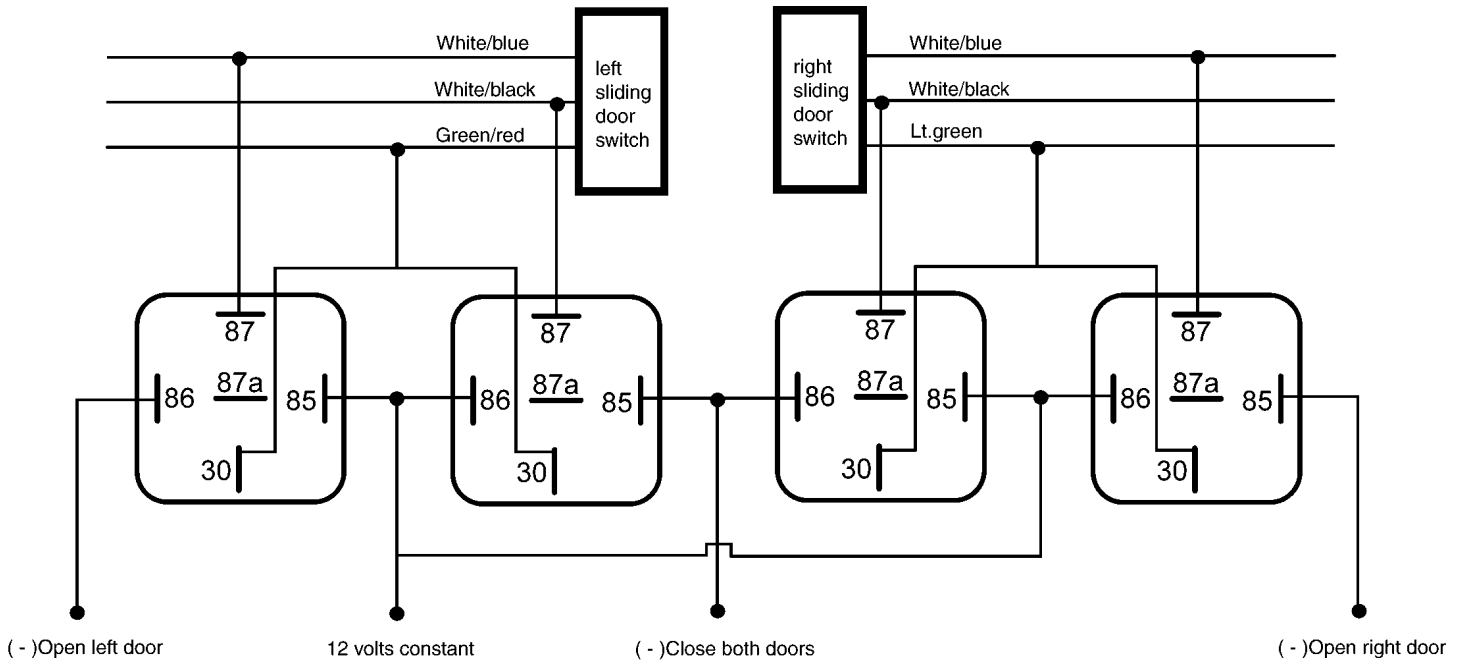 White/blue
White/black
Green/red
left
sliding
door
switch
right
sliding
door
switch
White/blue
White/black
Lt.green
87
86
87a
85
30
87
86
87a
85
30
87
86
87a
85
30
87
86
87a
85
30
( - )Open left door
12 volts constant
( - )Close both doors
( - )Open right door